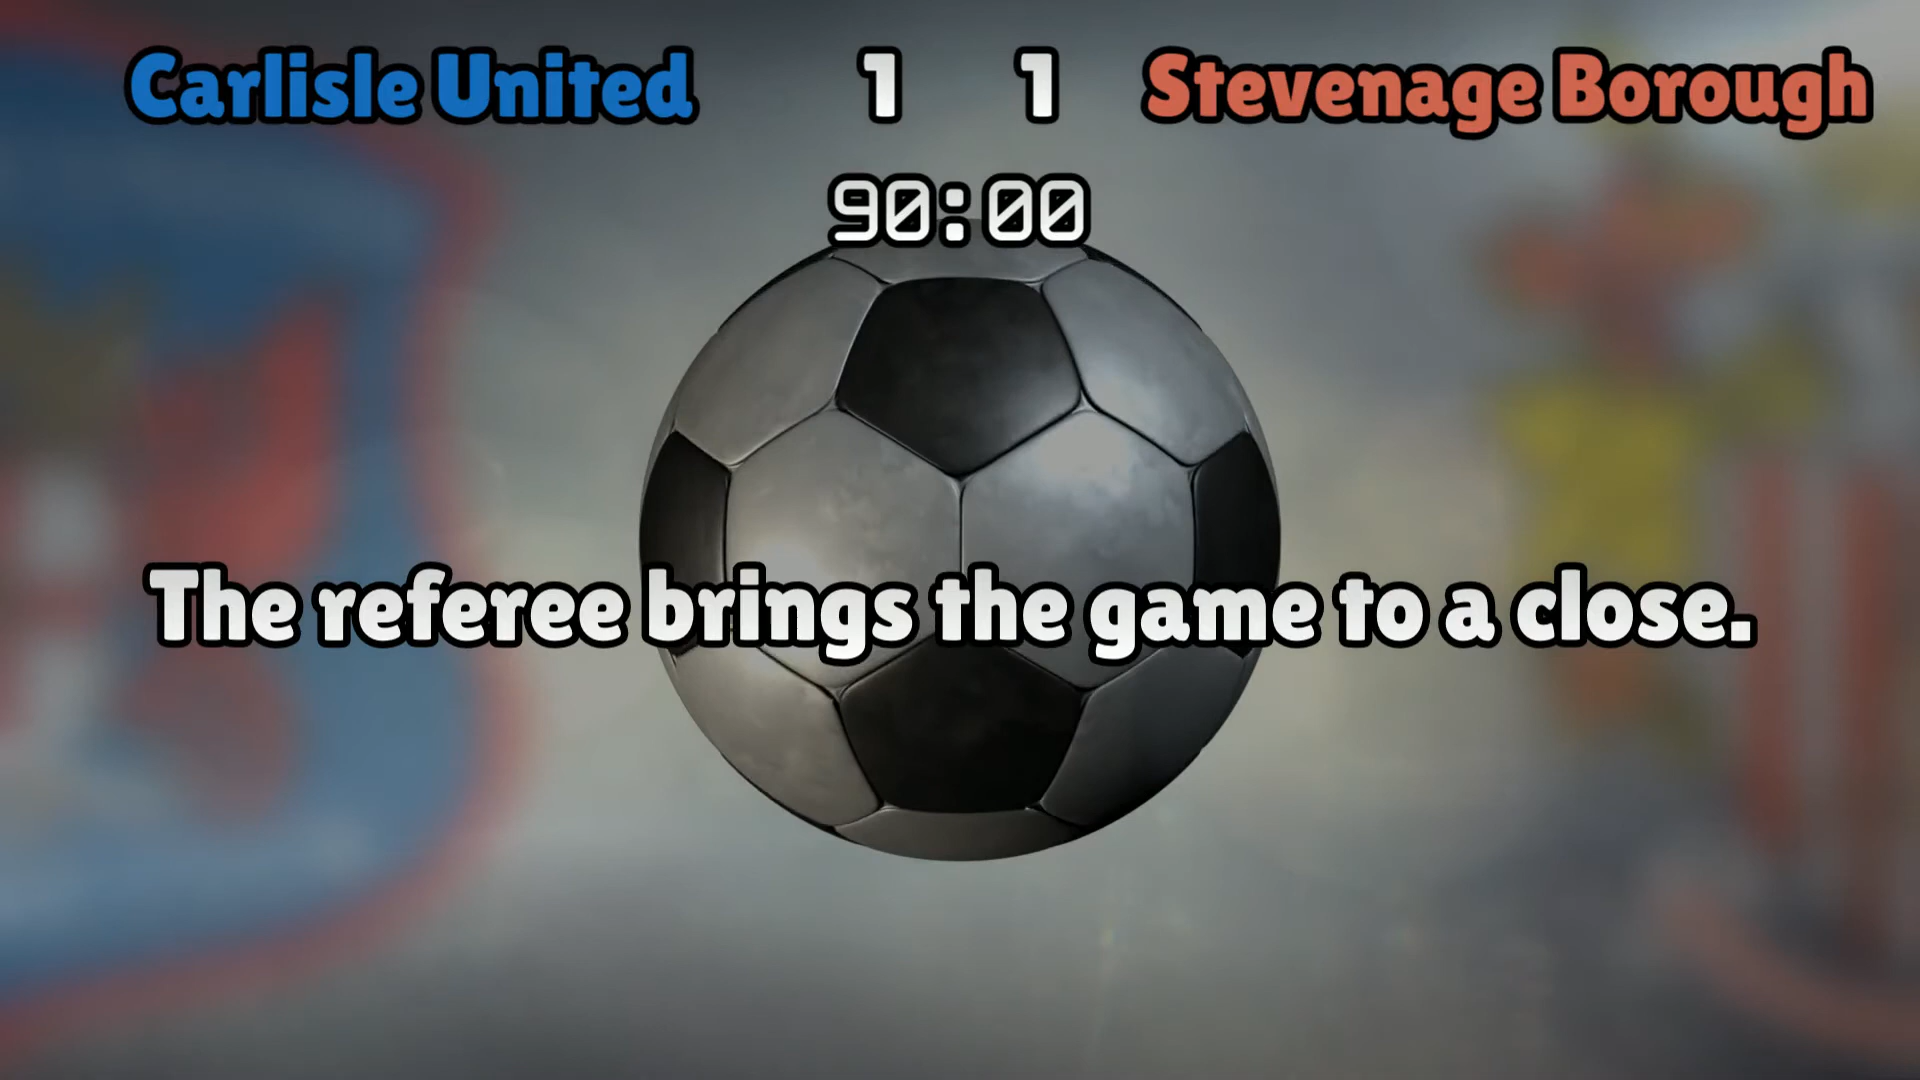 Carlisle United 1 1 Stevenage Borough
90:00
The referee brings the game to a close.